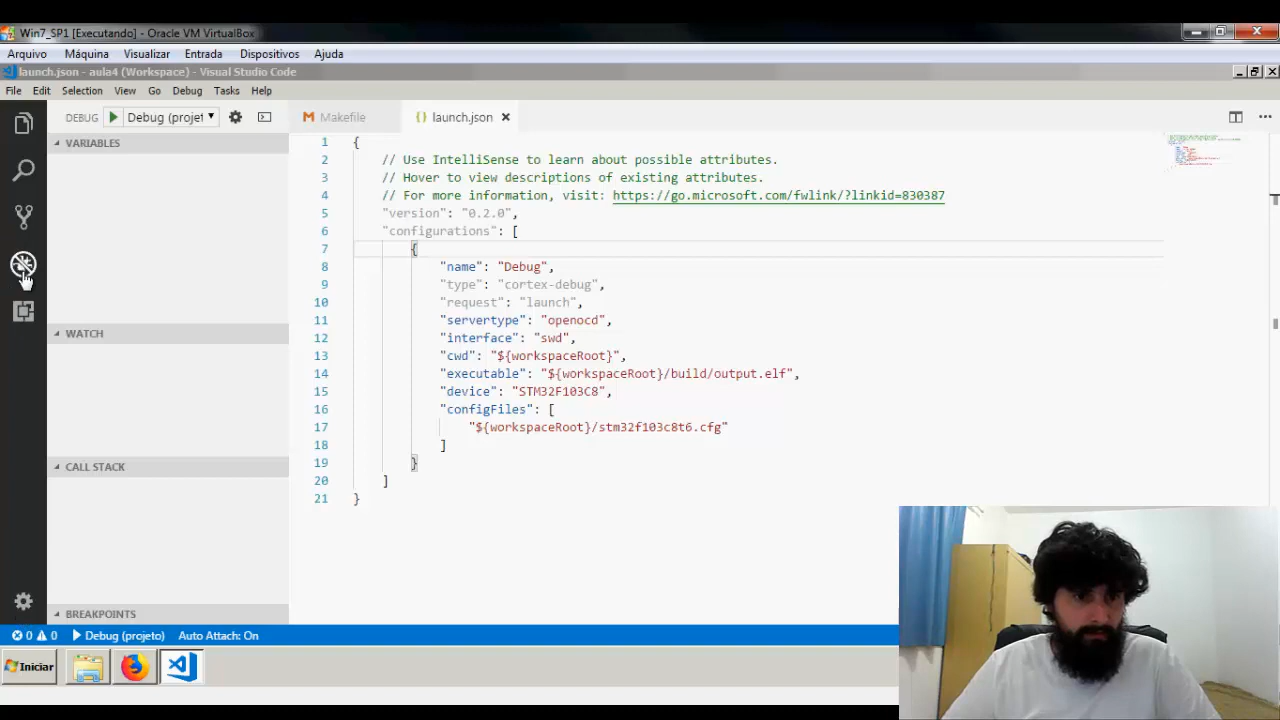 Win7_SP1 [Executando] - Oracle VM VirtualBox
Arquivo Máquina Visualizar Entrada Dispositivos Ajuda
launch.json - aula4 (Workspace) - Visual Studio Code
File Edit Selection View Go Debug Tasks Help
DEBUG Debug (projet
Makefile
launch.json
VARIABLES
WATCH
CALL STACK
BREAKPOINTS
1 {
2 // Use IntelliSense to learn about possible attributes.
3 // Hover to view descriptions of existing attributes.
4 // For more information, visit: https://go.microsoft.com/fwlink/?linkid=830387
5 "version": "0.2.0",
6 "configurations": [
7 {
8 "name": "Debug",
9 "type": "cortex-debug",
10 "request": "launch",
11 "servertype": "openocd",
12 "interface": "swd",
13 "cwd": "${workspaceRoot}",
14 "executable": "${workspaceRoot}/build/output.elf",
15 "device": "STM32F103C8",
16 "configFiles": [
17 "${workspaceRoot}/stm32f103c8t6.cfg"
18 ]
19 }
20 ]
21 }
0 0 Debug (projeto) Auto Attach: On
Iniciar